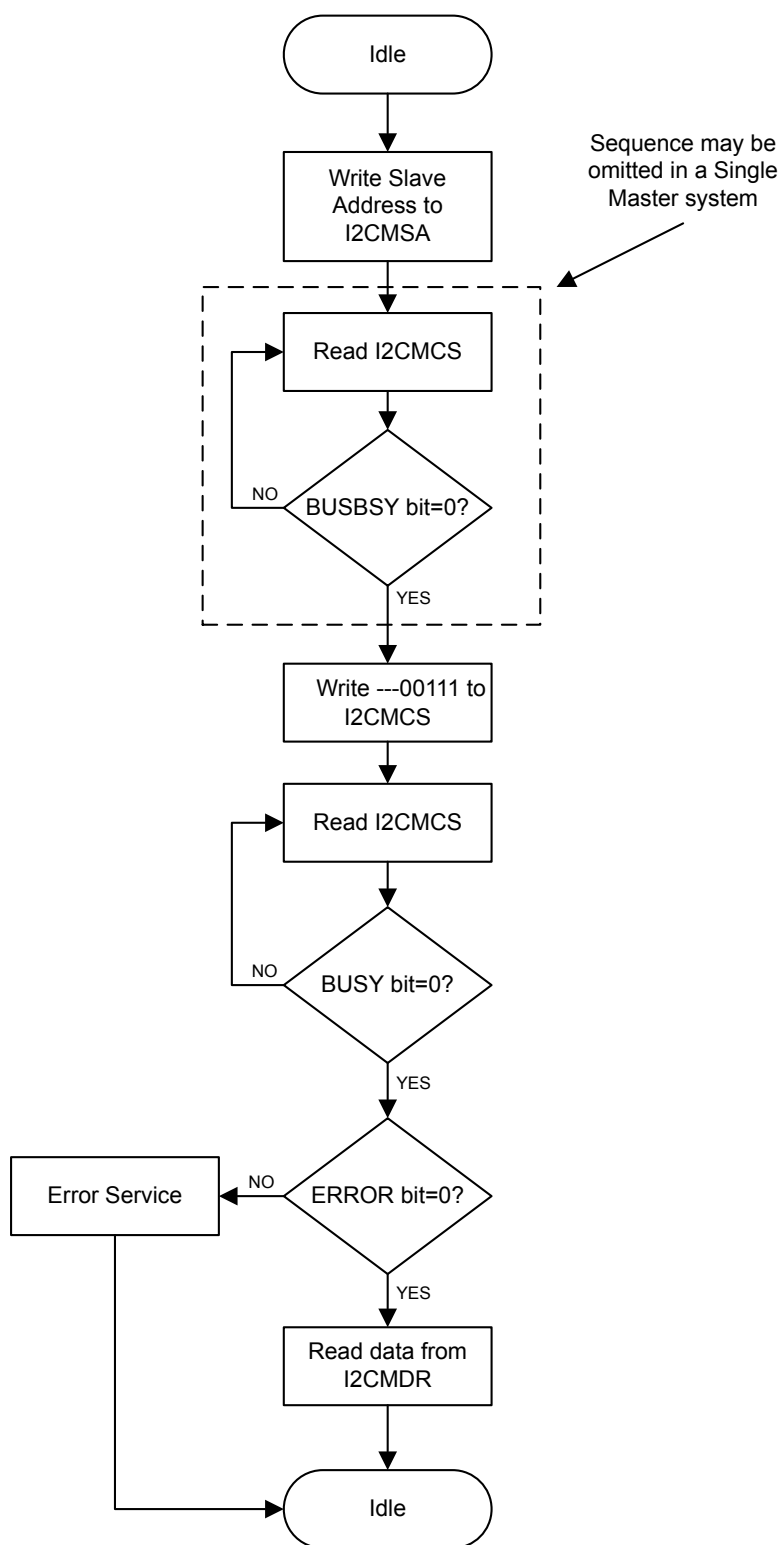 Idle
Sequence may be
omitted in a Single
Master system
Write Slave
Address to
I2CMSA
Read I2CMCS
NO
BUSBSY bit=0?
YES
Write ---00111 to
I2CMCS
Read I2CMCS
NO
BUSY bit=0?
YES
Error Service
NO
ERROR bit=0?
YES
Read data from
I2CMDR
Idle